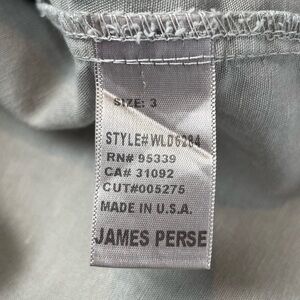 SIZE: 3
STYLE# WLD6284
RN# 95339
CA# 31092
CUT#005275
MADE IN U.S.A.
JAMES PERSE